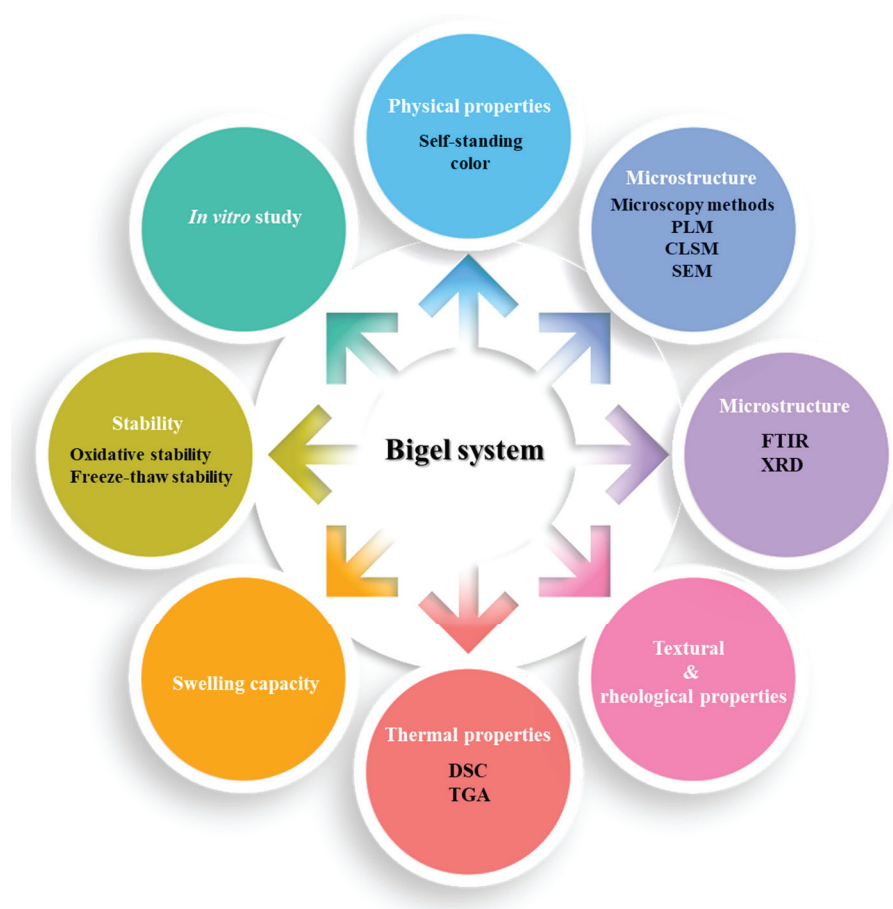 Physical properties
Self-standing
color
Microstructure
Microscopy methods
PLM
CLSM
SEM
In vitro study
Stability
Oxidative stability
Freeze-thaw stability
Bigel system
Microstructure
FTIR
XRD
Swelling capacity
Thermal properties
DSC
TGA
Textural
&
rheological properties